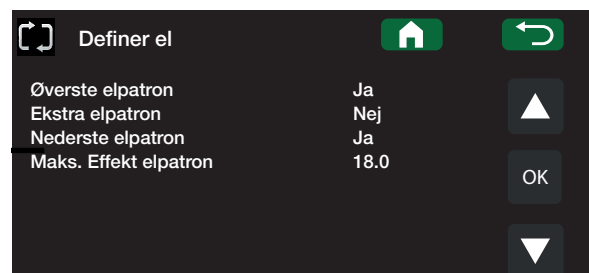 Definer el
Øverste elpatron Ja
Ekstra elpatron Nej
Nederste elpatron Ja
Maks. Effekt elpatron 18.0
OK